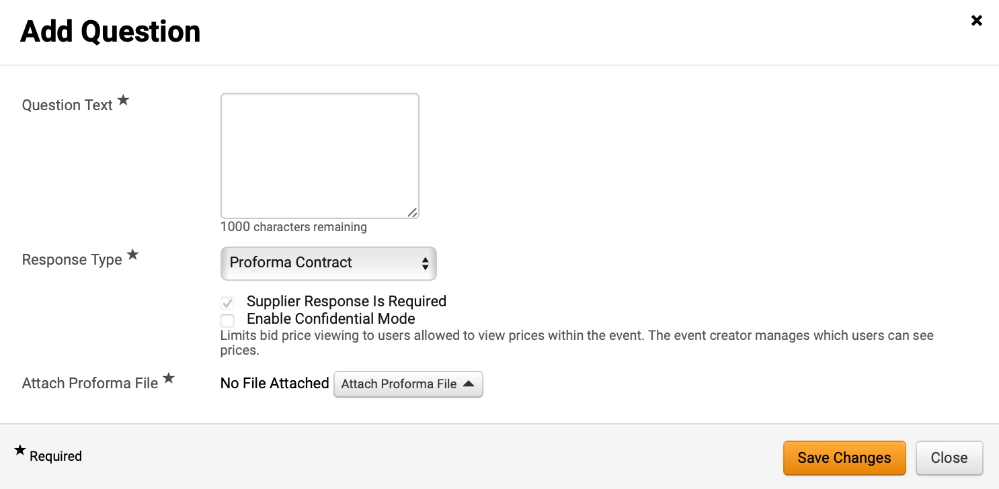 Add Question
Question Text ★
1000 characters remaining
Response Type ★
Proforma Contract
Supplier Response Is Required
Enable Confidential Mode
Limits bid price viewing to users allowed to view prices within the event. The event creator manages which users can see
prices.
Attach Proforma File ★
No File Attached Attach Proforma File
★ Required
Save Changes Close